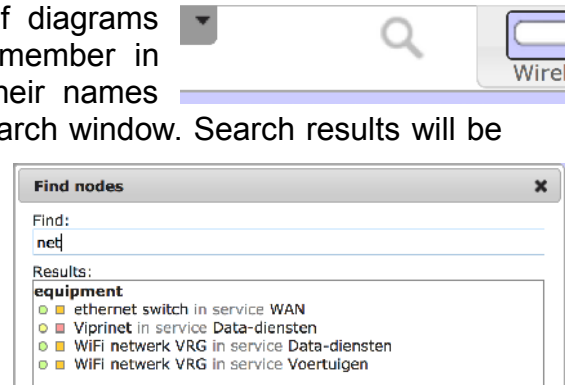 f diagrams
member in
heir names
Wirel
arch window. Search results will be
Find nodes
Find:
net
Results:
equipment
ethernet switch in service WAN
Viprinet in service Data-diensten
WiFi netwerk VRG in service Data-diensten
WiFi netwerk VRG in service Voertuigen